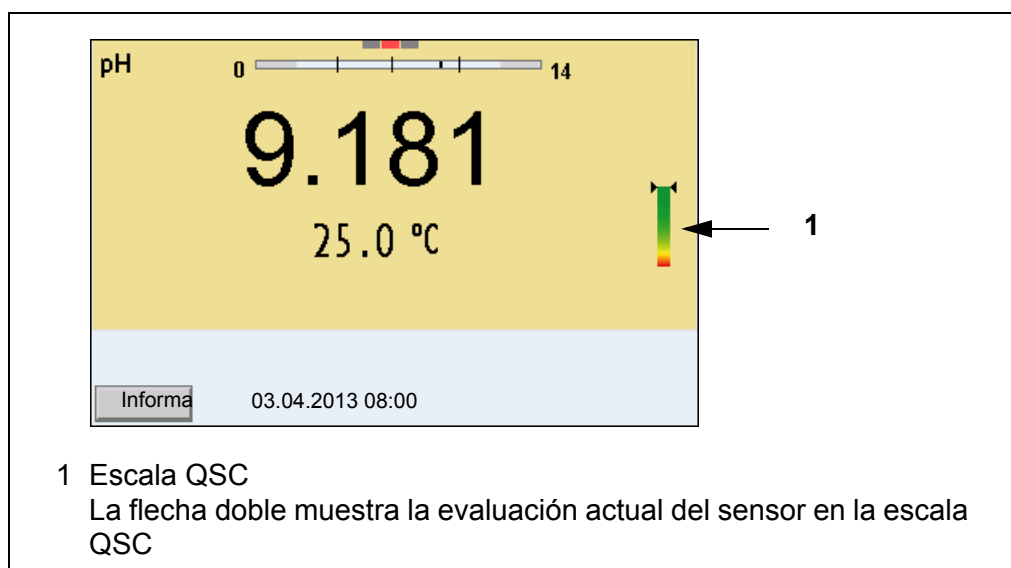 pH
0
14
9.181
25.0 °C
1
Informa
03.04.2013 08:00
1 Escala QSC
La flecha doble muestra la evaluación actual del sensor en la escala
QSC